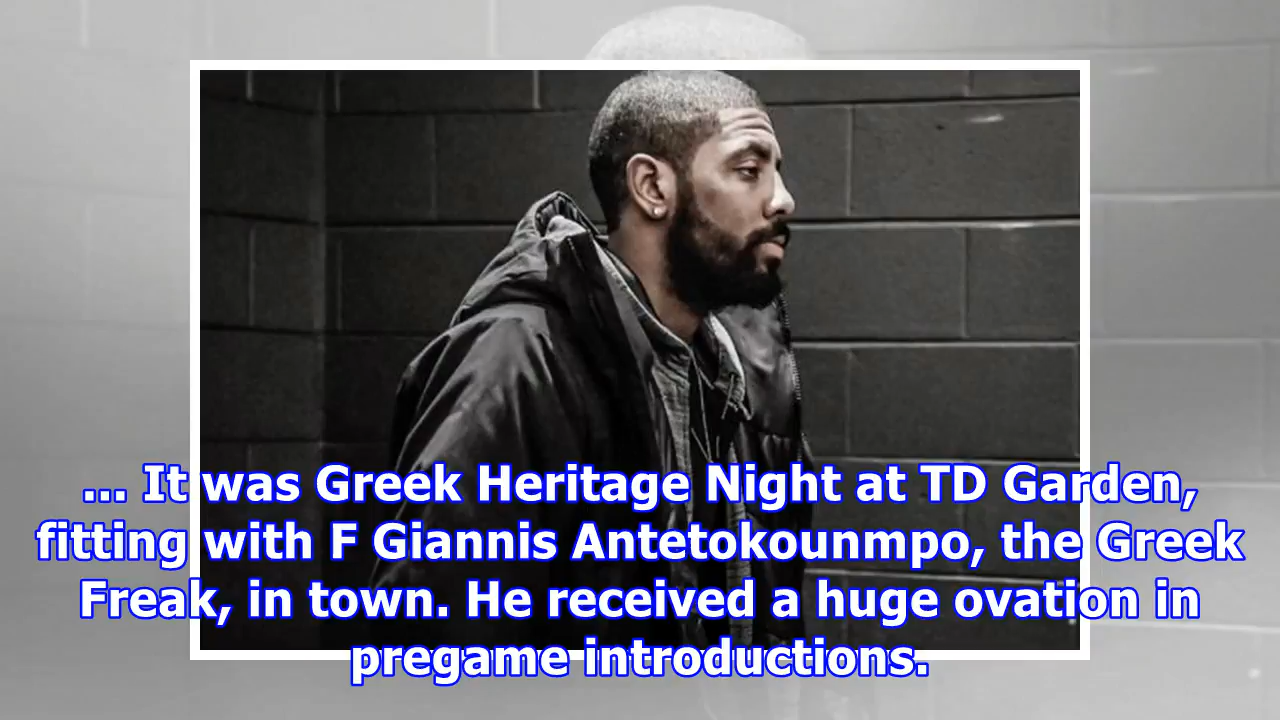 ... It was Greek Heritage Night at TD Garden,
fitting with F Giannis Antetokounmpo, the Greek
Freak, in town. He received a huge ovation in
pregame introductions.